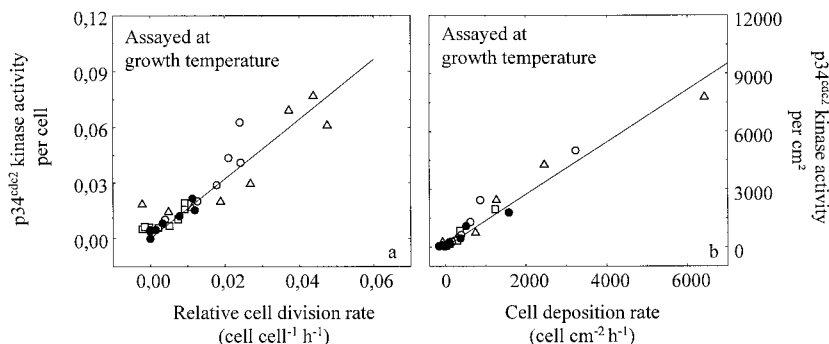 p34cdc2 kinase activity
per cell
0,12
0,09
0,06
0,03
0,00
Assayed at
growth temperature
a
0,00 0,02 0,04 0,06
Relative cell division rate
(cell cell-1 h-1)
Assayed at
growth temperature
b
0 2000 4000 6000
Cell deposition rate
(cell cm-2 h-1)
12000
9000
6000
3000
0
p34cdc2 kinase activity
per cm2